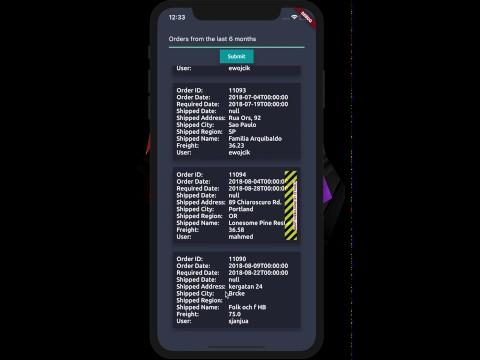 12:33
DEBUG
Orders from the last 6 months
Submit
User: ewojcik
Order ID: 11093
Order Date: 2018-07-04T00:00:00
Required Date: 2018-07-19T00:00:00
Shipped Date: null
Shipped Address: Rua Ors, 92
Shipped City: Sao Paulo
Shipped Region: SP
Shipped Name: Familia Arquibaldo
Freight: 36.23
User: ewojcik
Order ID: 11094
Order Date: 2018-08-04T00:00:00
Required Date: 2018-08-28T00:00:00
Shipped Date: null
Shipped Address: 89 Chiaroscuro Rd.
Shipped City: Portland
Shipped Region: OR
Shipped Name: Lonesome Pine Res
Freight: 36.58
User: mahmed
Order ID: 11090
Order Date: 2018-08-09T00:00:00
Required Date: 2018-08-22T00:00:00
Shipped Date: null
Shipped Address: kergatan 24
Shipped City: Brcke
Shipped Region:
Shipped Name: Folk och f HB
Freight: 75.0
User: sjanjua